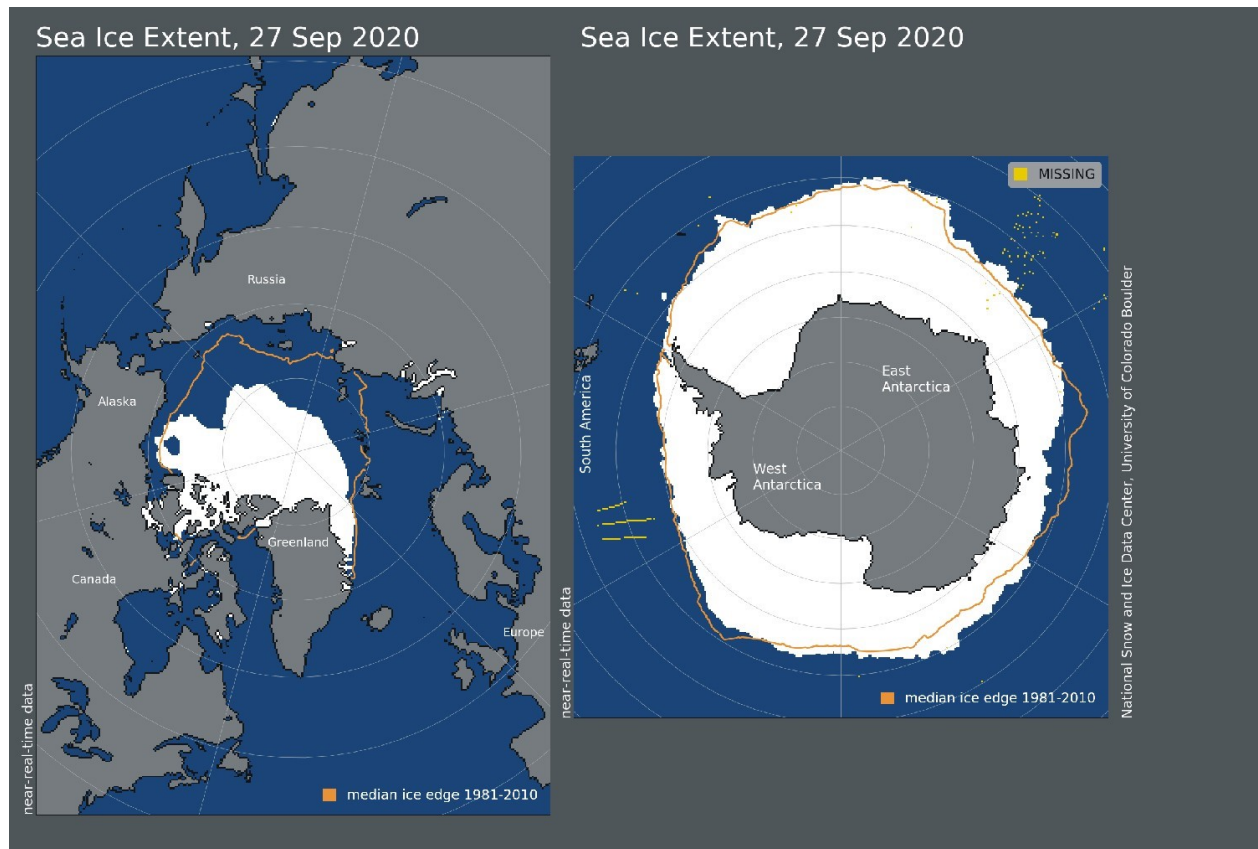 Sea Ice Extent, 27 Sep 2020
Russia
Alaska
Greenland
Canada
Europe
near-real-time data
median ice edge 1981-2010
Sea Ice Extent, 27 Sep 2020
MISSING
East
Antarctica
South America
West
Antarctica
near-real-time data
median ice edge 1981-2010
National Snow and Ice Data Center, University of Colorado Boulder